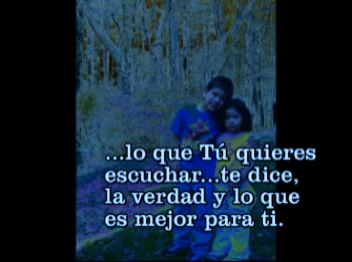 ...lo que Tú quieres
escuchar...te dice,
la verdad y lo que
es mejor para ti.